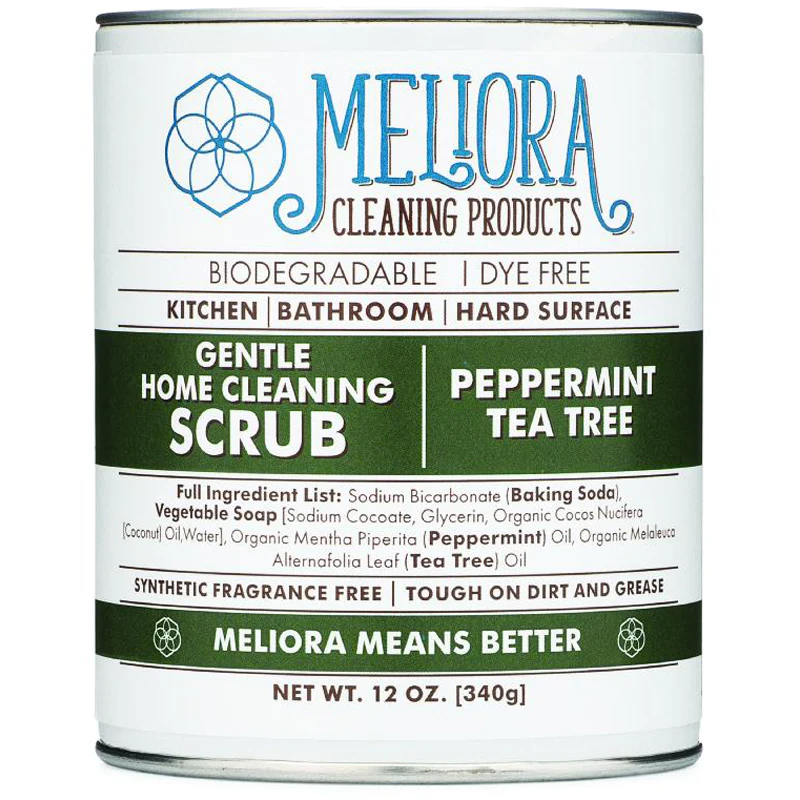 MELIORA
CLEANING PRODUCTS
BIODEGRADABLE | DYE FREE
KITCHEN | BATHROOM | HARD SURFACE
GENTLE
HOME CLEANING
SCRUB
PEPPERMINT
TEA TREE
Full Ingredient List: Sodium Bicarbonate (Baking Soda),
Vegetable Soap [Sodium Cocoate, Glycerin, Organic Cocos Nucifera
(Coconut) Oil,Water], Organic Mentha Piperita (Peppermint) Oil, Organic Melaleuca
Alternafolia Leaf (Tea Tree) Oil
SYNTHETIC FRAGRANCE FREE | TOUGH ON DIRT AND GREASE
MELIORA MEANS BETTER
NET WT. 12 OZ. [340g]